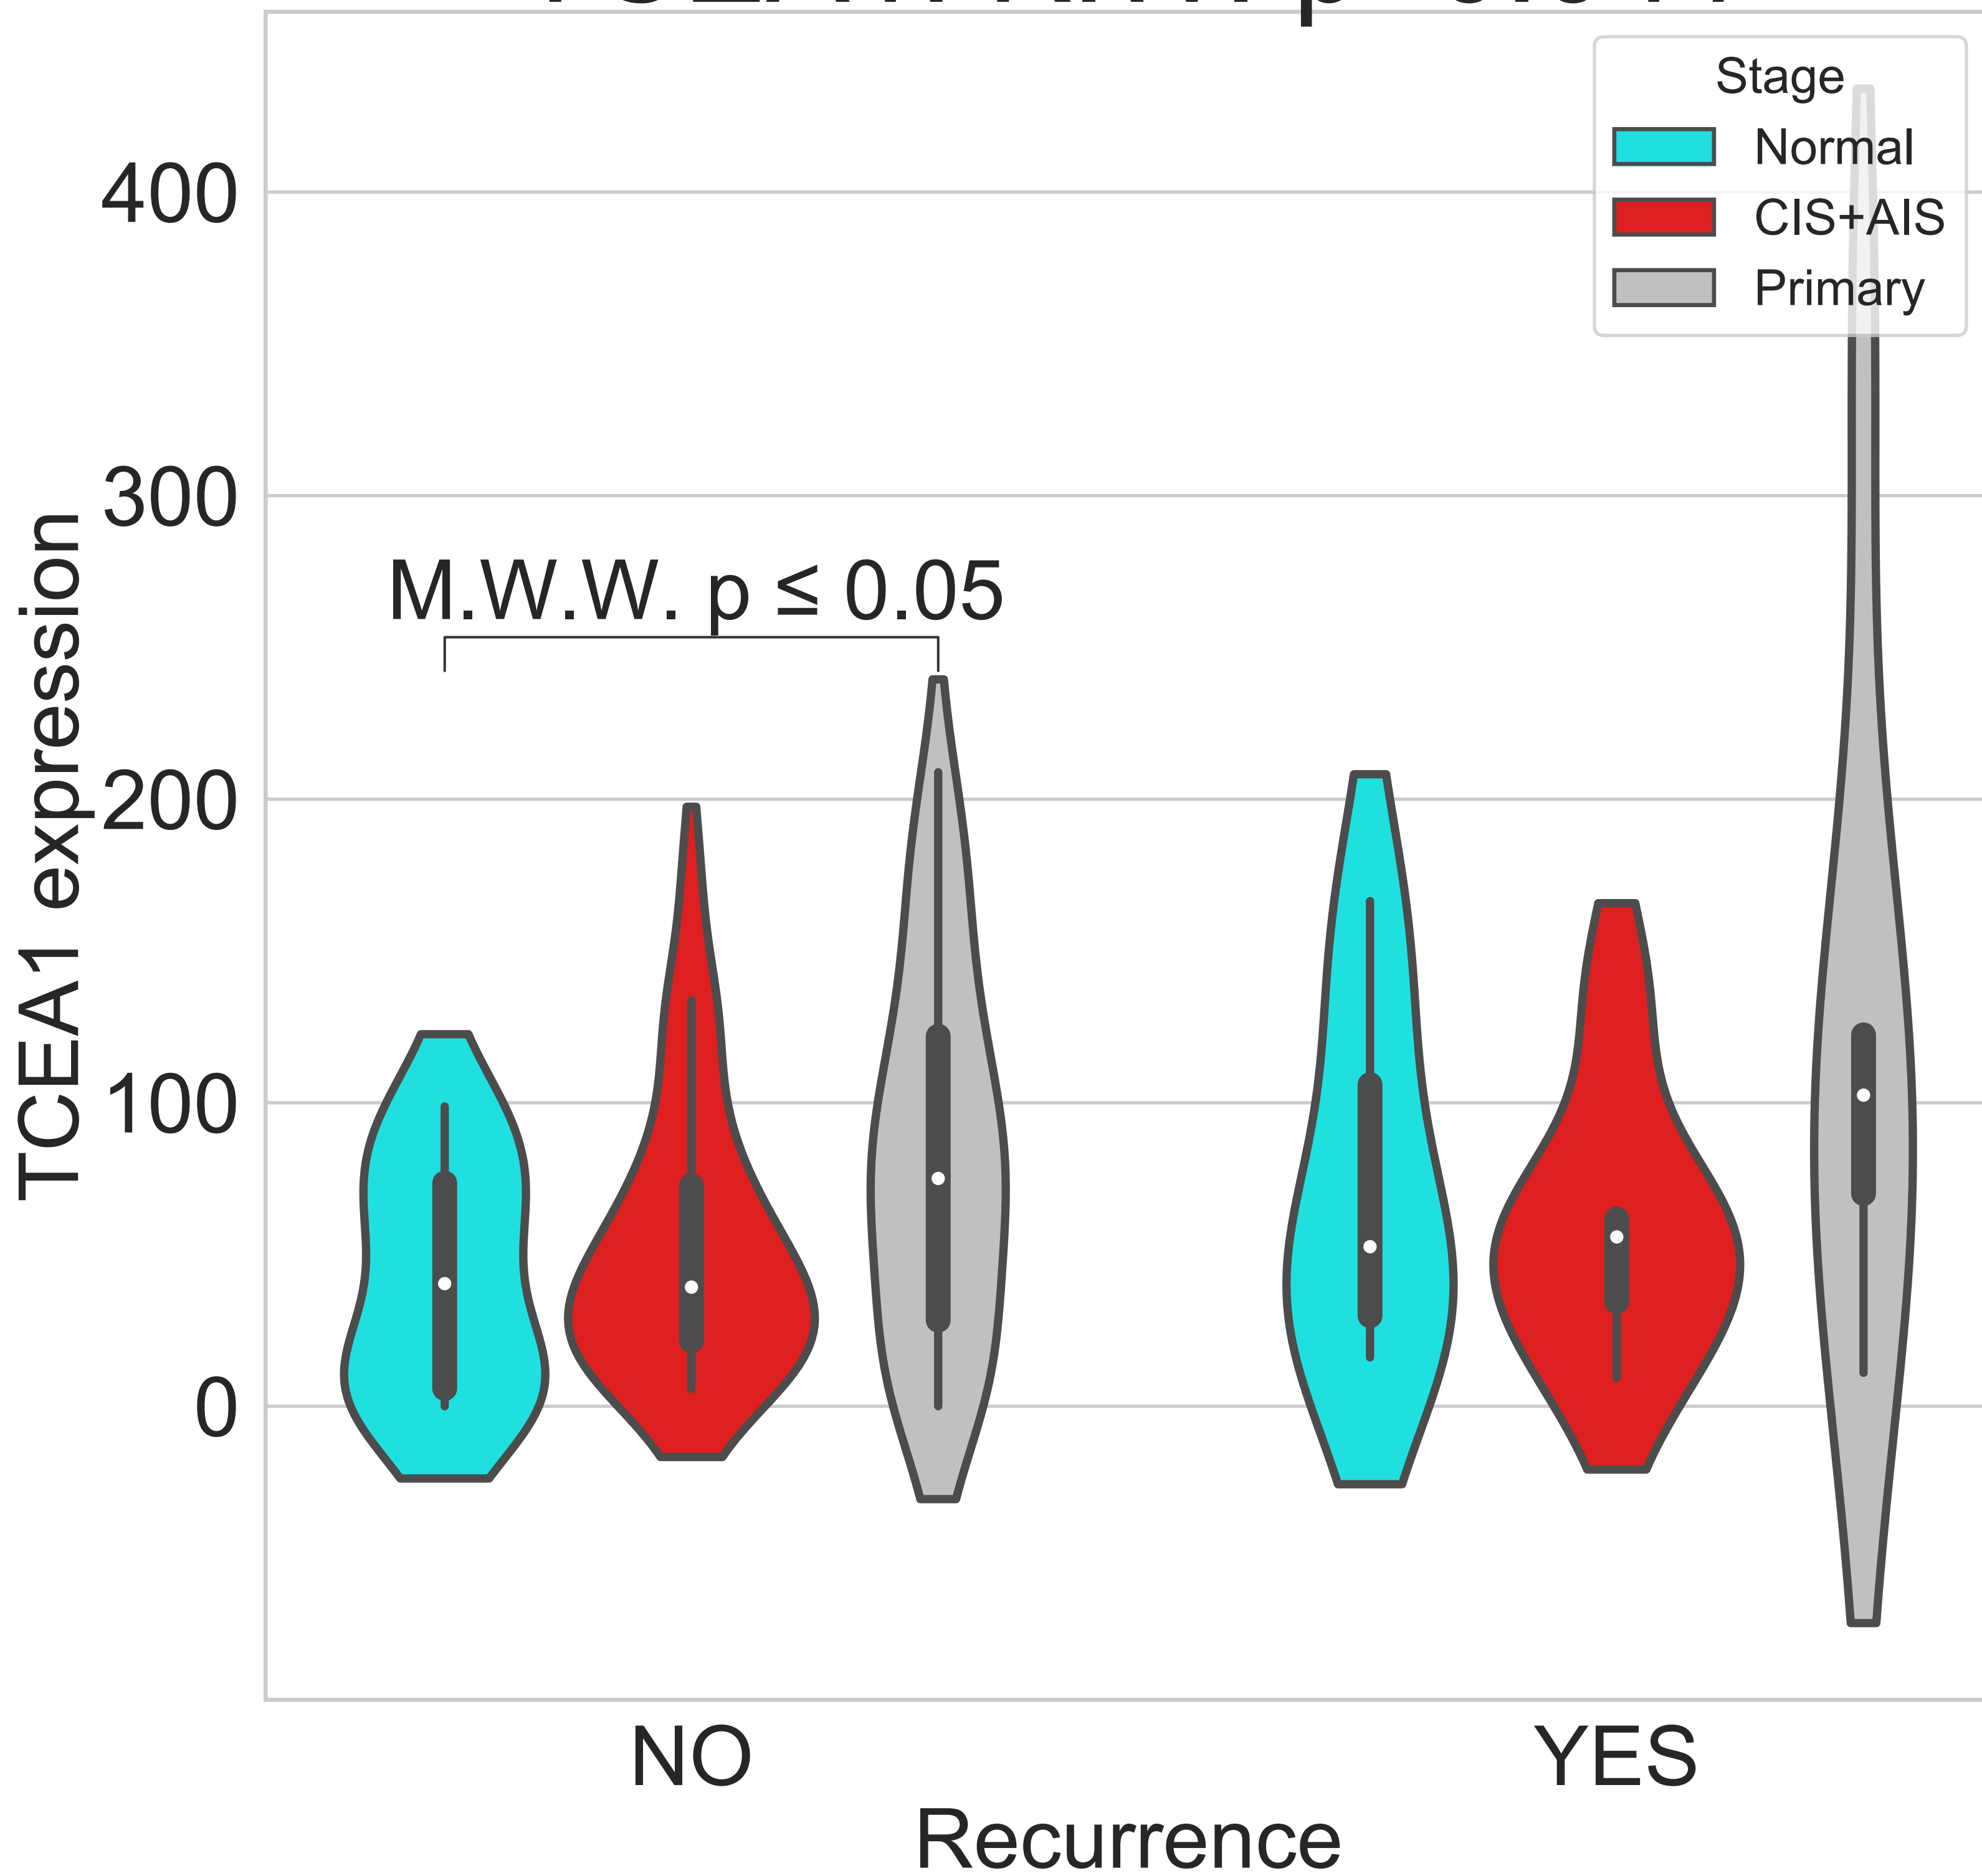 Stage
Normal
CIS+AIS
Primary
400
300
200
100
0
TCEA1 expression
M.W.W. p ≤ 0.05
NO
YES
Recurrence